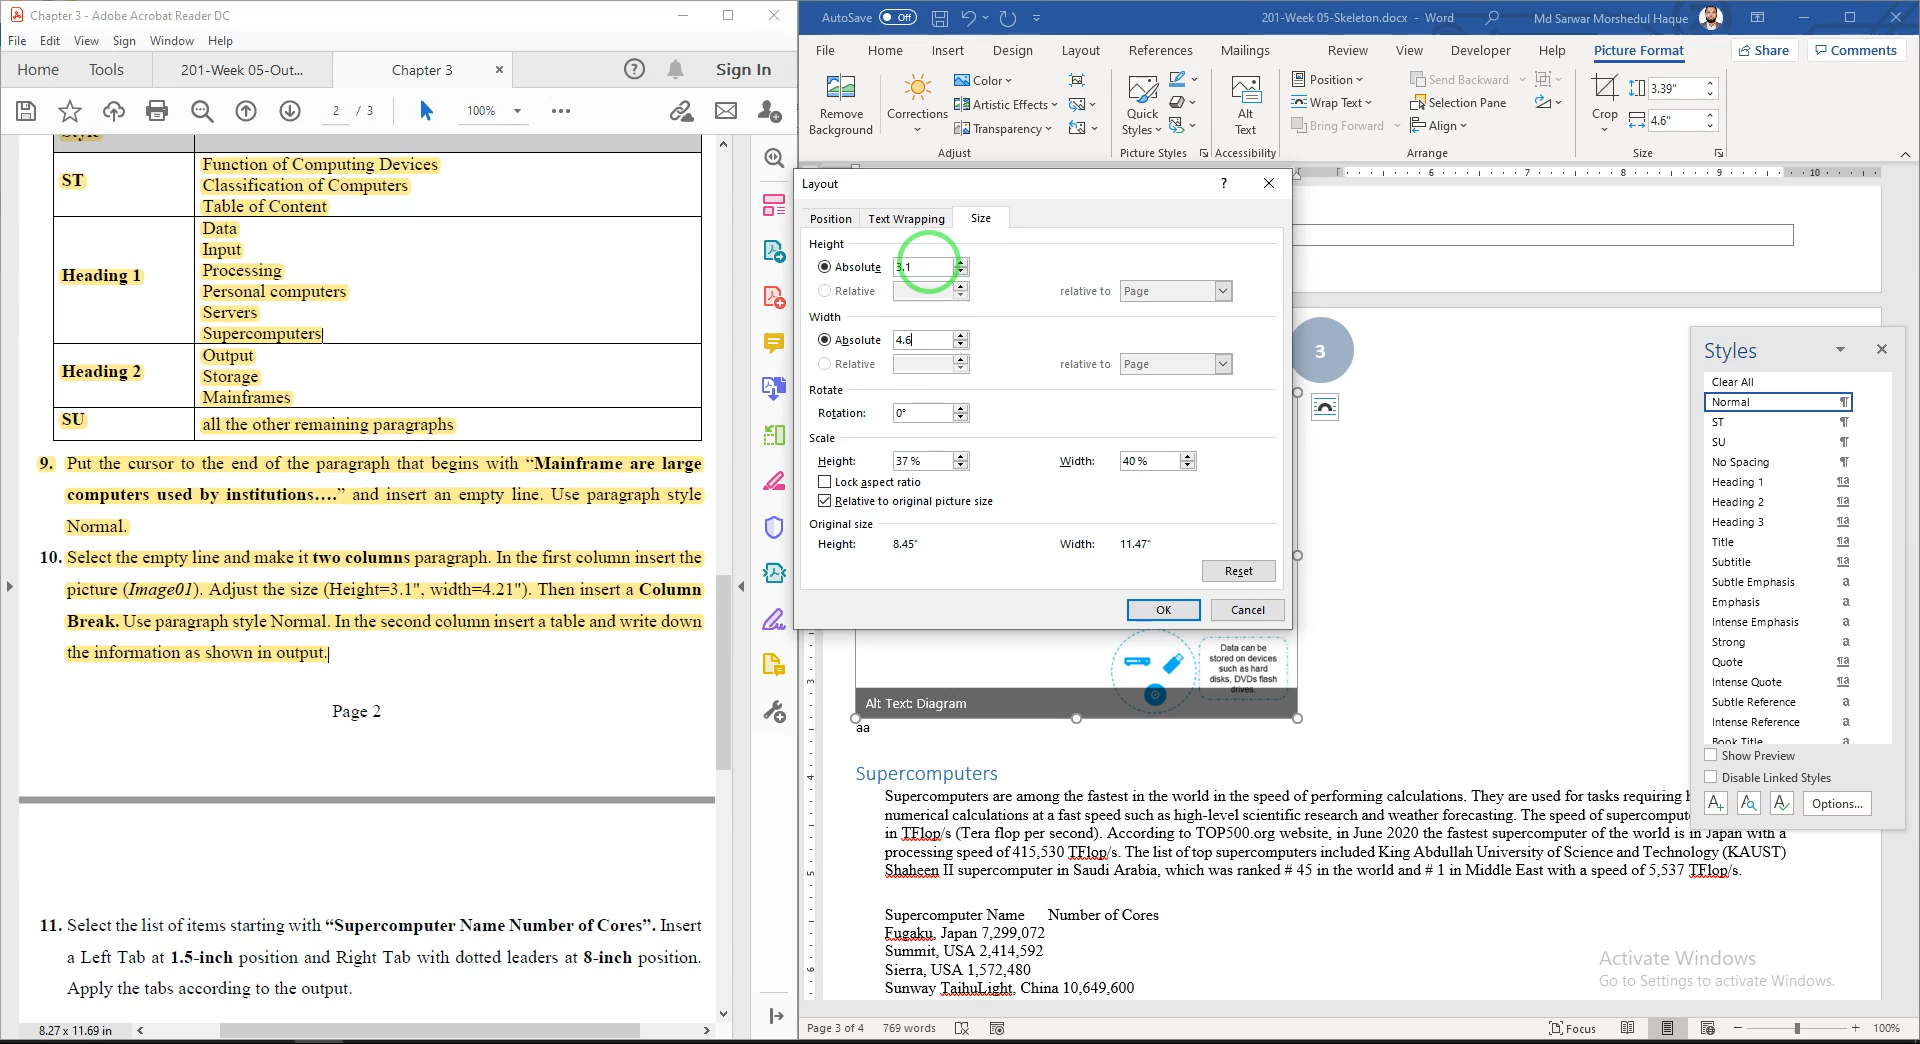 Chapter 3 - Adobe Acrobat Reader DC
File Edit View Sign Window Help
Home Tools 201-Week 05-Out... Chapter 3 × Sign In
2 / 3 100%
Style
ST
Function of Computing Devices
Classification of Computers
Table of Content
Heading 1
Data
Input
Processing
Personal computers
Servers
Supercomputers
Heading 2
Output
Storage
Mainframes
SU
all the other remaining paragraphs
9. Put the cursor to the end of the paragraph that begins with “Mainframe are large
computers used by institutions….” and insert an empty line. Use paragraph style
Normal.
10. Select the empty line and make it two columns paragraph. In the first column insert the
picture (Image01). Adjust the size (Height=3.1", width=4.21"). Then insert a Column
Break. Use paragraph style Normal. In the second column insert a table and write down
the information as shown in output.
Page 2
11. Select the list of items starting with “Supercomputer Name Number of Cores”. Insert
a Left Tab at 1.5-inch position and Right Tab with dotted leaders at 8-inch position.
Apply the tabs according to the output.
8.27 x 11.69 in
AutoSave Off 201-Week 05-Skeleton.docx - Word Md Sarwar Morshedul Haque
File Home Insert Design Layout References Mailings Review View Developer Help Picture Format Share Comments
Remove Background
Corrections
Color
Artistic Effects
Transparency
Adjust
Quick Styles
Picture Styles
Alt Text
Accessibility
Position
Wrap Text
Bring Forward
Send Backward
Selection Pane
Align
Arrange
Crop
3.39"
4.6"
Size
6 7 8 9 10
Layout ? ×
Position Text Wrapping Size
Height
Absolute 3.1
Relative relative to Page
Width
Absolute 4.6
Relative relative to Page
Rotate
Rotation: 0°
Scale
Height: 37 % Width: 40 %
Lock aspect ratio
Relative to original picture size
Original size
Height: 8.45" Width: 11.47"
Reset
OK Cancel
3
Data can be
stored on devices
such as hard
disks, DVDs flash
drives.
Alt Text: Diagram
aa
Supercomputers
Supercomputers are among the fastest in the world in the speed of performing calculations. They are used for tasks requiring
numerical calculations at a fast speed such as high-level scientific research and weather forecasting. The speed of supercomput
in TFlop/s (Tera flop per second). According to TOP500.org website, in June 2020 the fastest supercomputer of the world is in Japan with a
processing speed of 415,530 TFlop/s. The list of top supercomputers included King Abdullah University of Science and Technology (KAUST)
Shaheen II supercomputer in Saudi Arabia, which was ranked # 45 in the world and # 1 in Middle East with a speed of 5,537 TFlop/s.
Supercomputer Name Number of Cores
Fugaku, Japan 7,299,072
Summit, USA 2,414,592
Sierra, USA 1,572,480
Sunway TaihuLight, China 10,649,600
Styles
Clear All
Normal
ST
SU
No Spacing
Heading 1
Heading 2
Heading 3
Title
Subtitle
Subtle Emphasis
Emphasis
Intense Emphasis
Strong
Quote
Intense Quote
Subtle Reference
Intense Reference
Book Title
Show Preview
Disable Linked Styles
Options...
Activate Windows
Go to Settings to activate Windows.
Page 3 of 4 769 words Focus 100%